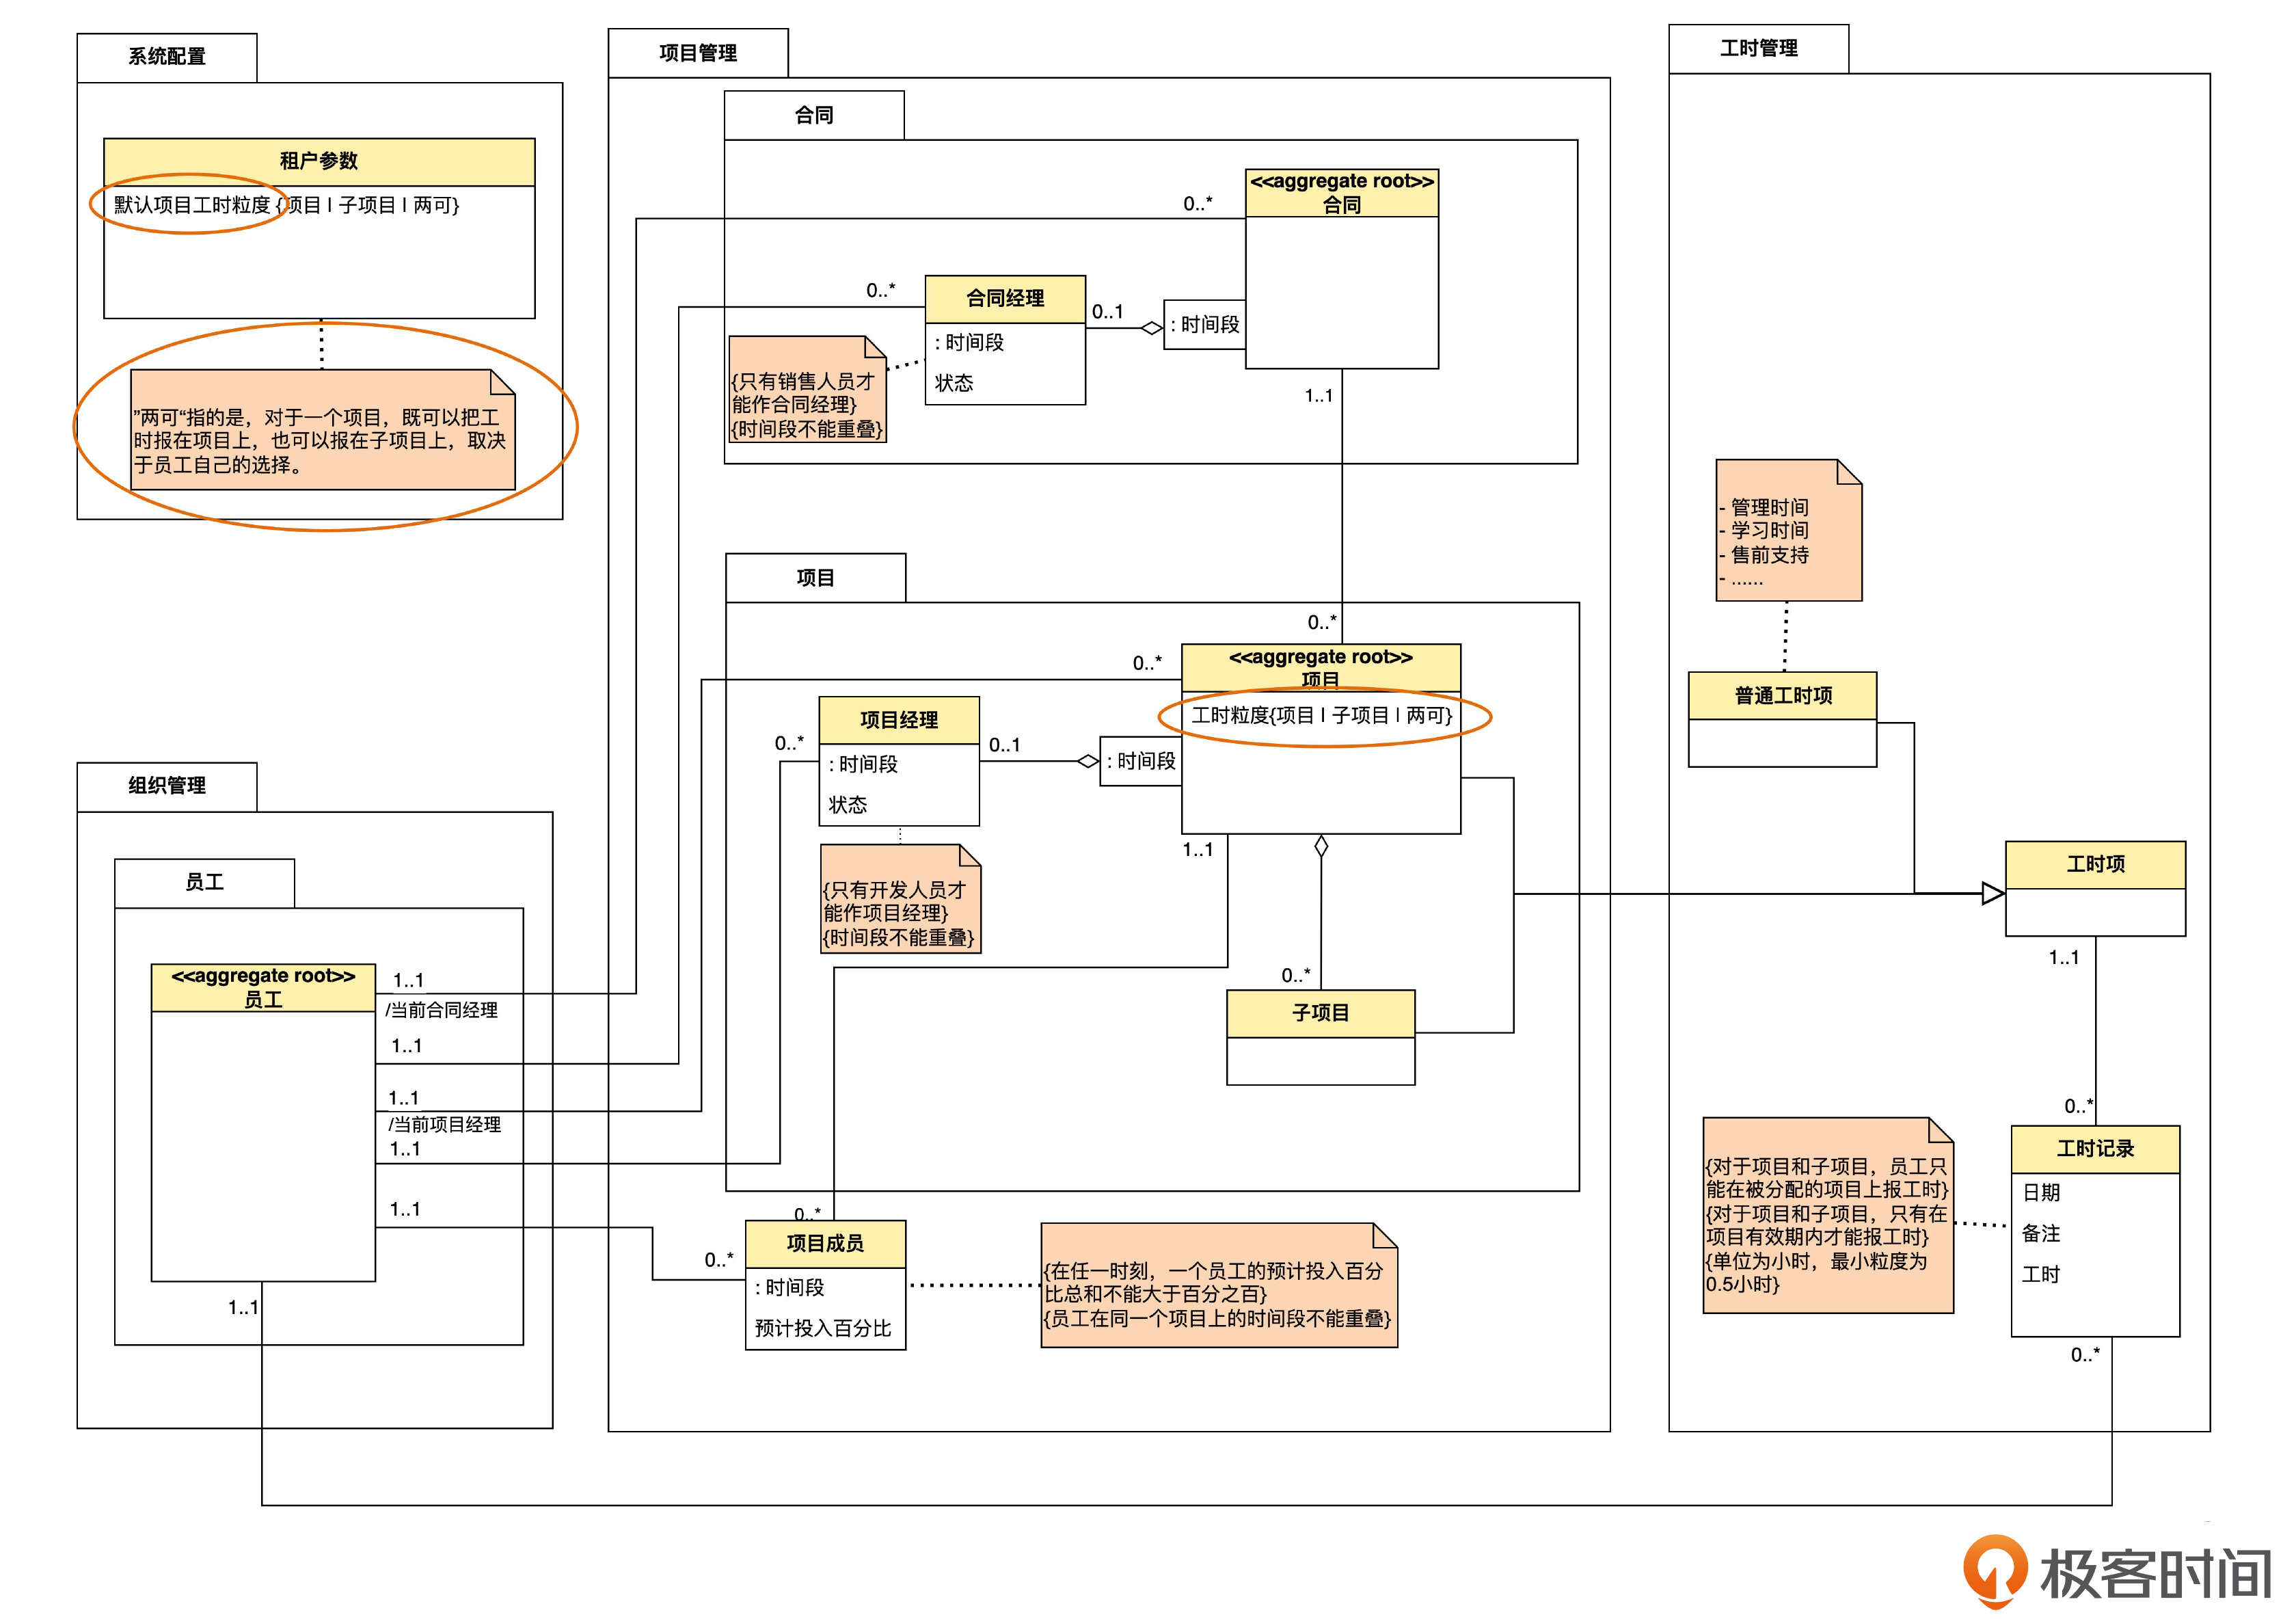 系统配置
租户参数
默认项目工时粒度 {项目 | 子项目 | 两可}
”两可“指的是，对于一个项目，既可以把工
时报在项目上，也可以报在子项目上，取决
于员工自己的选择。
项目管理
合同
<<aggregate root>>
合同
0..*
合同经理
: 时间段
状态
0..*
0..1
: 时间段
{只有销售人员才
能作合同经理}
{时间段不能重叠}
1..1
项目
0..*
<<aggregate root>>
项目
工时粒度{项目 | 子项目 | 两可}
0..*
项目经理
: 时间段
状态
0..*
0..1
: 时间段
{只有开发人员才
能作项目经理}
{时间段不能重叠}
1..1
0..*
子项目
0..*
项目成员
: 时间段
预计投入百分比
0..*
{在任一时刻，一个员工的预计投入百分
比总和不能大于百分之百}
{员工在同一个项目上的时间段不能重叠}
组织管理
员工
<<aggregate root>>
员工
1..1
/当前合同经理
1..1
1..1
/当前项目经理
1..1
1..1
1..1
工时管理
- 管理时间
- 学习时间
- 售前支持
- ......
普通工时项
工时项
1..1
0..*
工时记录
日期
备注
工时
0..*
{对于项目和子项目，员工只
能在被分配的项目上报工时}
{对于项目和子项目，只有在
项目有效期内才能报工时}
{单位为小时，最小粒度为
0.5小时}
极客时间